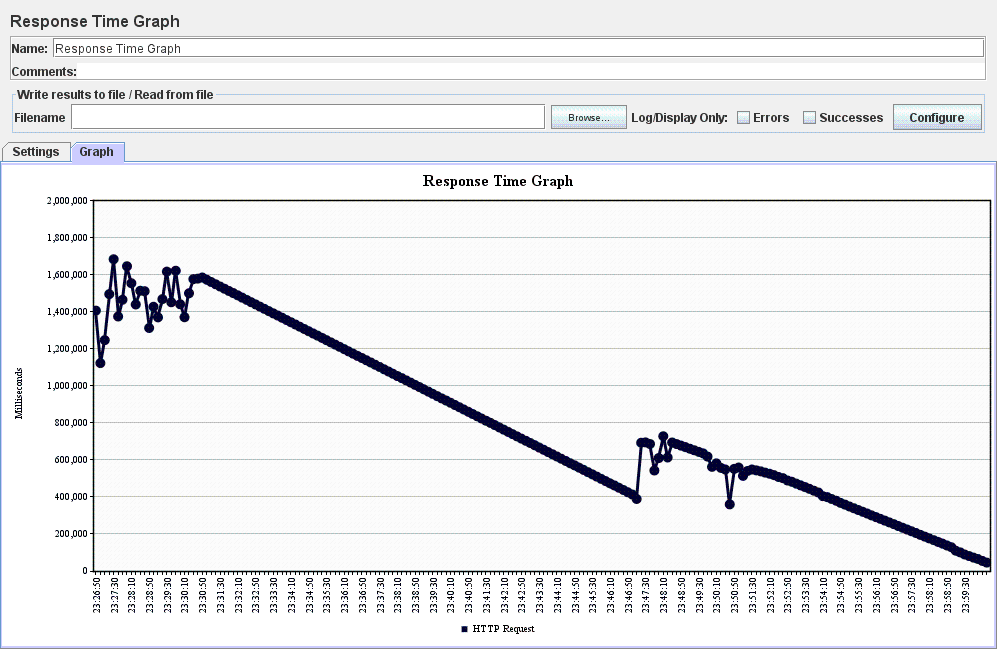 Response Time Graph
Name: Response Time Graph
Comments:
Write results to file / Read from file
Filename Browse... Log/Display Only: Errors Successes Configure
Settings Graph
Response Time Graph
2,000,000
1,800,000
1,600,000
1,400,000
1,200,000
1,000,000
800,000
600,000
400,000
200,000
0
Milliseconds
23:26:50 23:27:30 23:28:10 23:28:50 23:29:30 23:30:10 23:30:50 23:31:30 23:32:10 23:32:50 23:33:30 23:34:10 23:34:50 23:35:30 23:36:10 23:36:50 23:37:30 23:38:10 23:38:50 23:39:30 23:40:10 23:40:50 23:41:30 23:42:10 23:42:50 23:43:30 23:44:10 23:44:50 23:45:30 23:46:10 23:46:50 23:47:30 23:48:10 23:48:50 23:49:30 23:50:10 23:50:50 23:51:30 23:52:10 23:52:50 23:53:30 23:54:10 23:54:50 23:55:30 23:56:10 23:56:50 23:57:30 23:58:10 23:58:50 23:59:30
HTTP Request